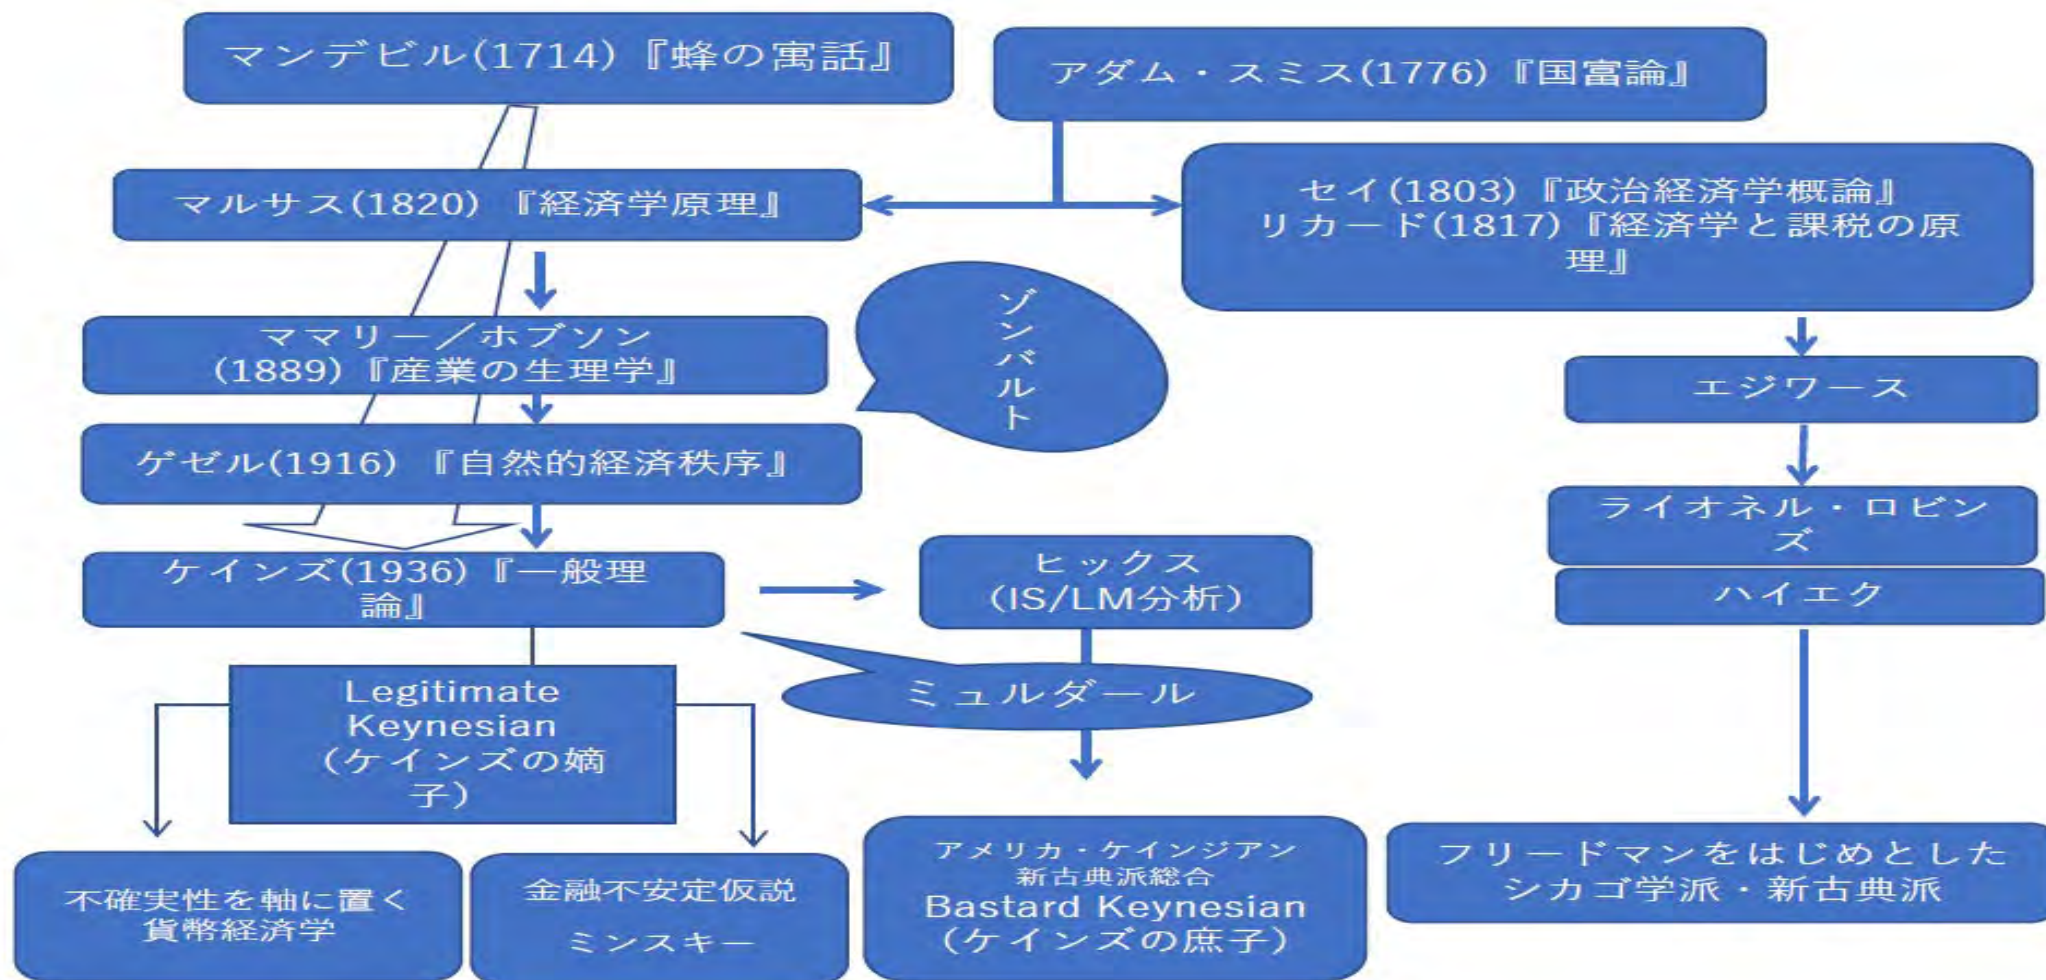 マンデビル(1714)『蜂の寓話』
アダム・スミス(1776)『国富論』
マルサス(1820) 『経済学原理』
セイ(1803)『政治経済学概論』
リカード(1817)『経済学と課税の原
理』
ママリー／ホブソン
(1889)『産業の生理学』
ゾンバルト
エジワース
ゲゼル(1916) 『自然的経済秩序』
ライオネル・ロビン
ズ
ケインズ(1936)『一般理
論』
ヒックス
(IS/LM分析)
ハイエク
Legitimate
Keynesian
(ケインズの嫡
子)
ミュルダール
不確実性を軸に置く
貨幣経済学
金融不安定仮説
ミンスキー
アメリカ・ケインジアン
新古典派総合
Bastard Keynesian
(ケインズの庶子)
フリードマンをはじめとした
シカゴ学派・新古典派